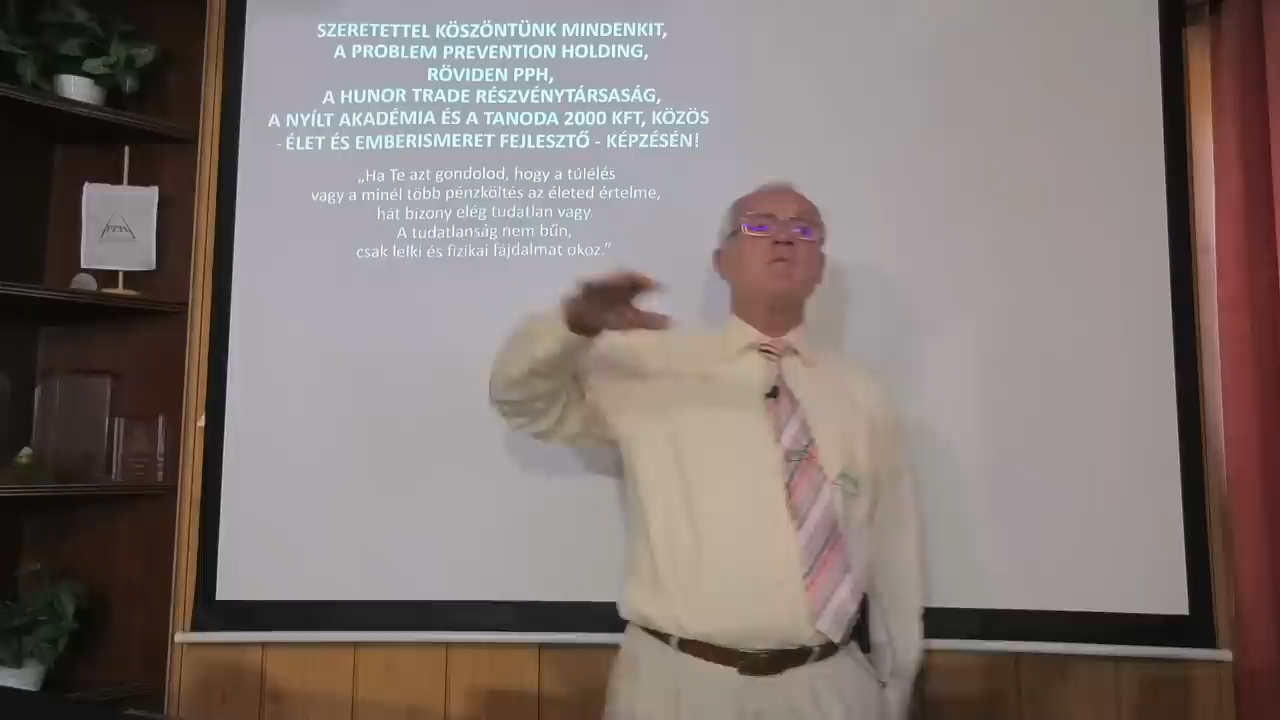 SZERETETTEL KÖSZÖNTÜNK MINDENKIT,
A PROBLEM PREVENTION HOLDING,
RÖVIDEN PPH,
A HUNOR TRADE RÉSZVÉNYTÁRSASÁG,
A NYÍLT AKADÉMIA ÉS A TANODA 2000 KFT, KÖZÖS
- ÉLET ÉS EMBERISMERET FEJLESZTŐ - KÉPZÉSÉN!
„Ha Te azt gondolod, hogy a túlélés
vagy a minél több pénzköltés az életed értelme,
hát bizony elég tudatlan vagy.
A tudatlanság nem bűn,
csak lelki és fizikai fájdalmat okoz.”
PPH